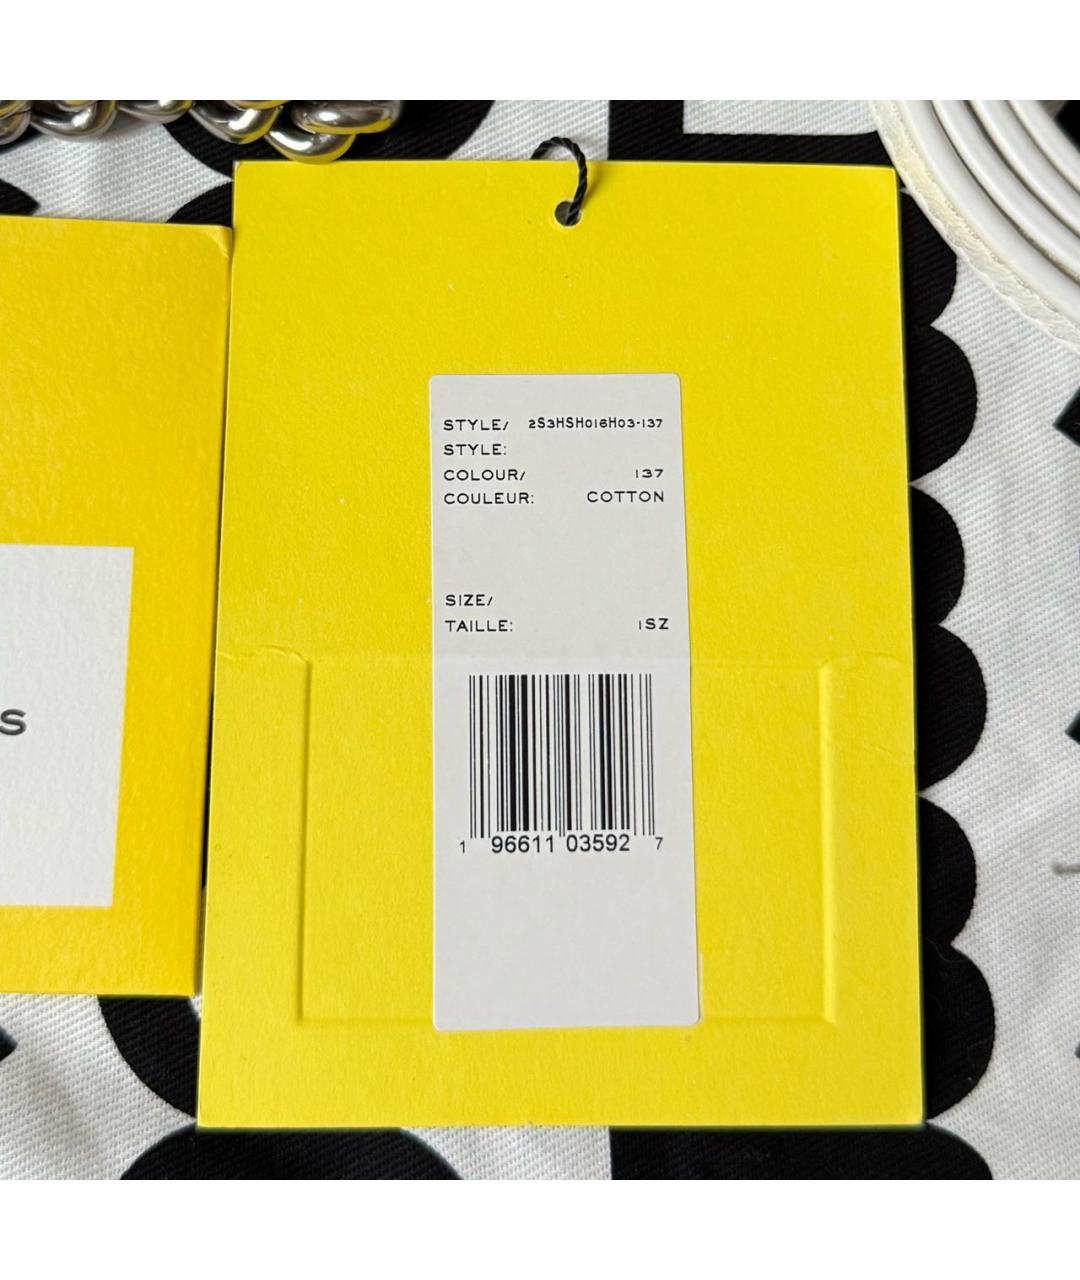 STYLE/ 2S3HSH016H03-137
STYLE:
COLOUR/ 137
COULEUR: COTTON
SIZE/
TAILLE: 1SZ
1 96611 03592 7
S